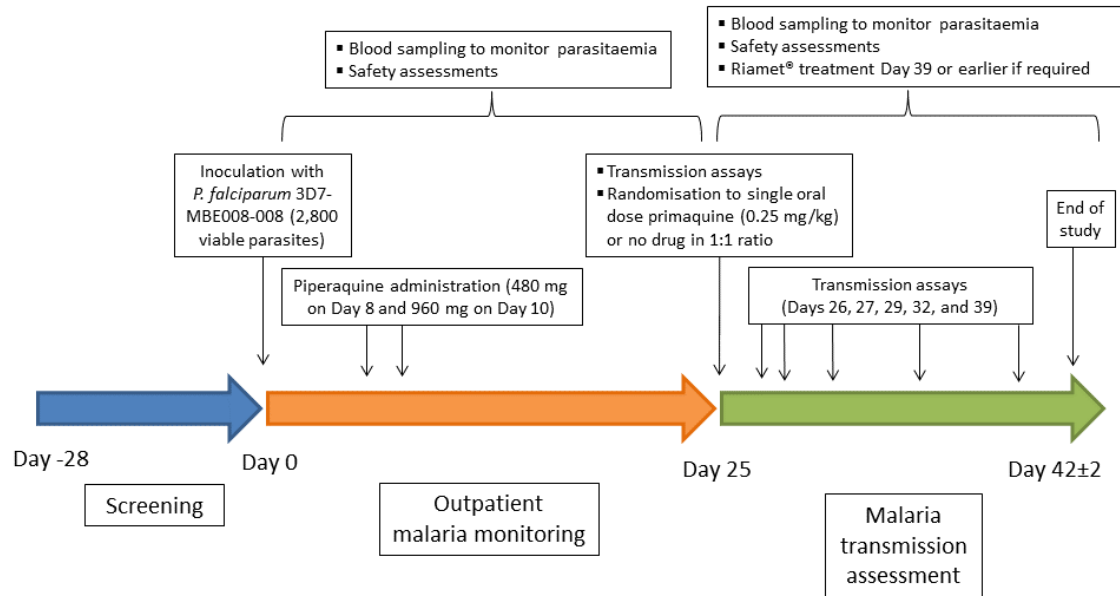 ▪ Blood sampling to monitor parasitaemia
▪ Safety assessments
▪ Blood sampling to monitor parasitaemia
▪ Safety assessments
▪ Riamet® treatment Day 39 or earlier if required
Inoculation with
P. falciparum 3D7-
MBE008-008 (2,800
viable parasites)
▪ Transmission assays
▪ Randomisation to single oral
dose primaquine (0.25 mg/kg)
or no drug in 1:1 ratio
End of
study
Piperaquine administration (480 mg
on Day 8 and 960 mg on Day 10)
Transmission assays
(Days 26, 27, 29, 32, and 39)
Day -28
Day 0
Day 25
Day 42±2
Screening
Outpatient
malaria monitoring
Malaria
transmission
assessment